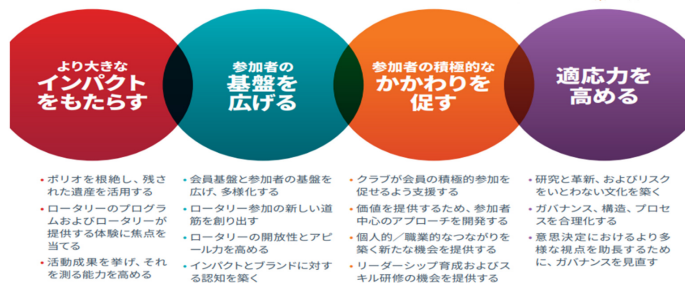 より大きな
インパクト
をもたらす
参加者の
基盤を
広げる
参加者の積極的な
かかわりを
促す
適応力を
高める
• ポリオを根絶し、残さ
れた遺産を活用する
• ロータリーのプログラ
ムおよびロータリーが
提供する体験に焦点を
当てる
• 活動成果を挙げ、それ
を測る能力を高める
• 会員基盤と参加者の基盤を
広げ、多様化する
• ロータリー参加の新しい道
筋を創り出す
• ロータリーの開放性とアピ
ール力を高める
• インパクトとブランドに対す
る認知を築く
• クラブが会員の積極的参加を
促せるよう支援する
• 価値を提供するため、参加者
中心のアプローチを開発する
• 個人的／職業的なつながりを
築く新たな機会を提供する
• リーダーシップ育成およびス
キル研修の機会を提供する
• 研究と革新、およびリスク
をいとわない文化を築く
• ガバナンス、構造、プロセ
スを合理化する
• 意思決定におけるより多
様な視点を助長するため
に、ガバナンスを見直す